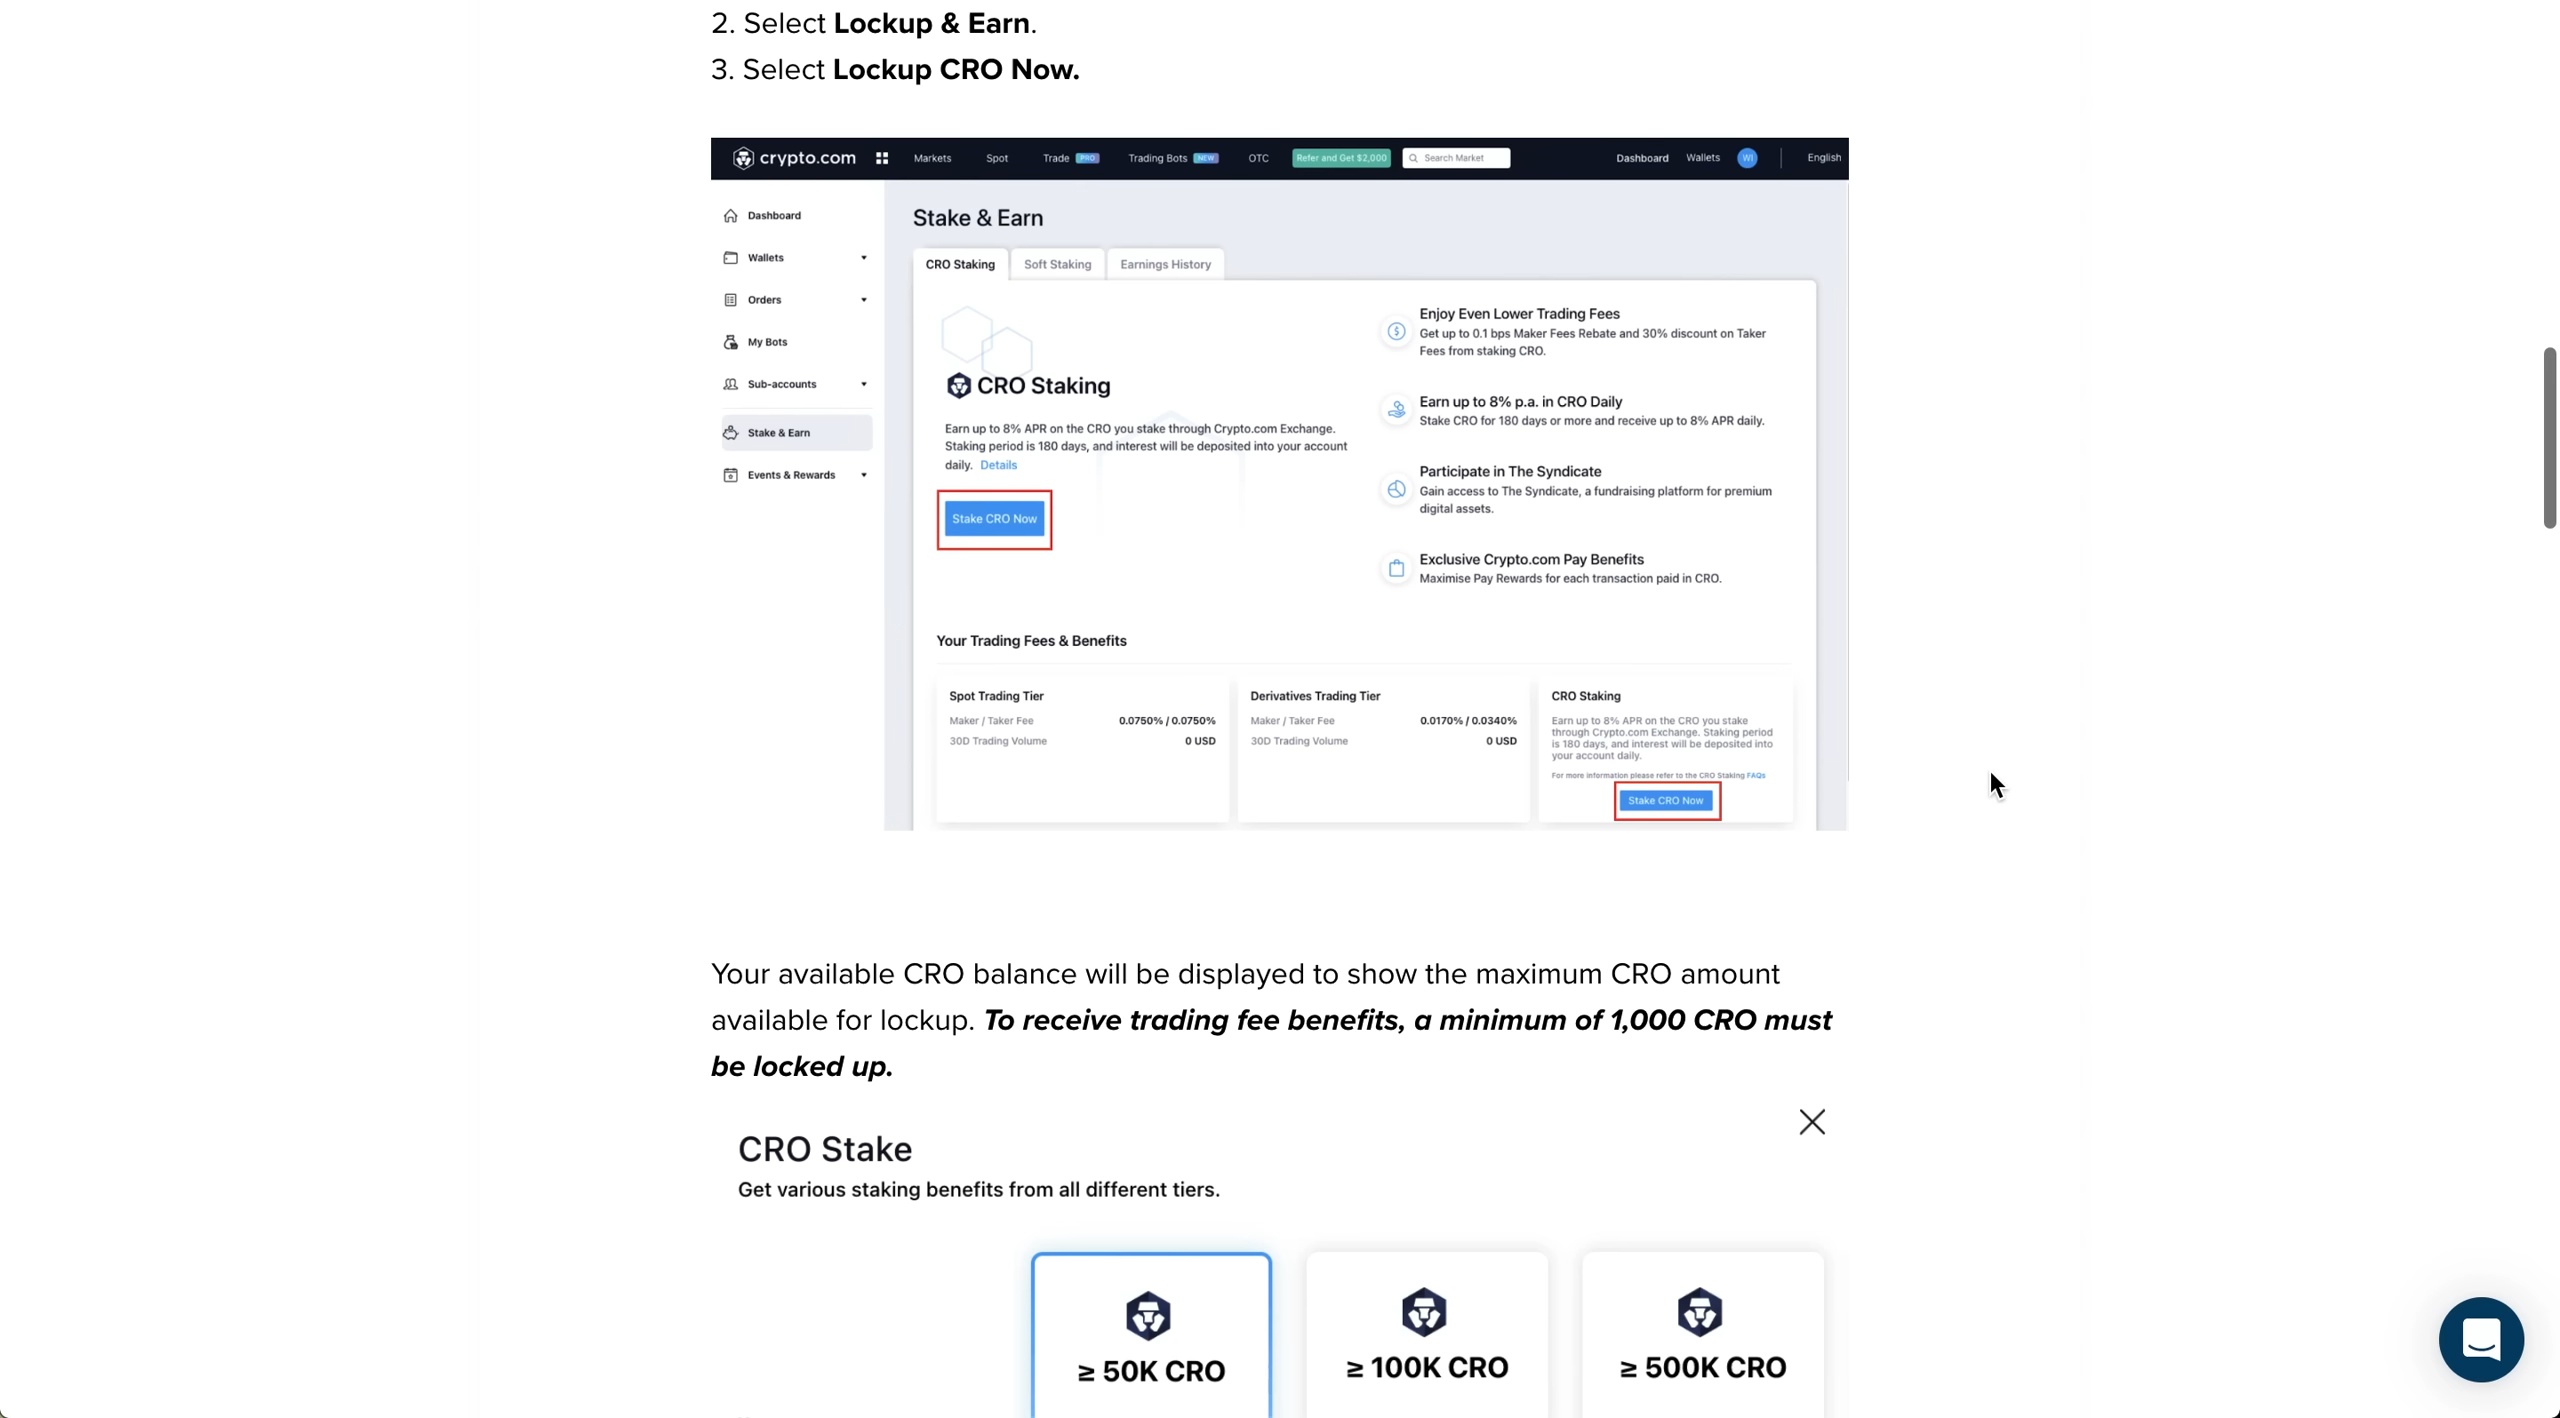 2. Select Lockup & Earn.
3. Select Lockup CRO Now.
crypto.com Markets Spot Trade PRO Trading Bots NEW OTC Refer and Get $2,000 Search Market Dashboard Wallets WI English
Dashboard
Wallets
Orders
My Bots
Sub-accounts
Stake & Earn
Events & Rewards
Stake & Earn
CRO Staking Soft Staking Earnings History
CRO Staking
Earn up to 8% APR on the CRO you stake through Crypto.com Exchange.
Staking period is 180 days, and interest will be deposited into your account
daily. Details
Stake CRO Now
Enjoy Even Lower Trading Fees
Get up to 0.1 bps Maker Fees Rebate and 30% discount on Taker
Fees from staking CRO.
Earn up to 8% p.a. in CRO Daily
Stake CRO for 180 days or more and receive up to 8% APR daily.
Participate in The Syndicate
Gain access to The Syndicate, a fundraising platform for premium
digital assets.
Exclusive Crypto.com Pay Benefits
Maximise Pay Rewards for each transaction paid in CRO.
Your Trading Fees & Benefits
Spot Trading Tier
Maker / Taker Fee 0.0750% / 0.0750%
30D Trading Volume 0 USD
Derivatives Trading Tier
Maker / Taker Fee 0.0170% / 0.0340%
30D Trading Volume 0 USD
CRO Staking
Earn up to 8% APR on the CRO you stake
through Crypto.com Exchange. Staking period
is 180 days, and interest will be deposited into
your account daily.
For more information please refer to the CRO Staking FAQs
Stake CRO Now
Your available CRO balance will be displayed to show the maximum CRO amount
available for lockup. To receive trading fee benefits, a minimum of 1,000 CRO must
be locked up.
CRO Stake
Get various staking benefits from all different tiers.
≥ 50K CRO ≥ 100K CRO ≥ 500K CRO